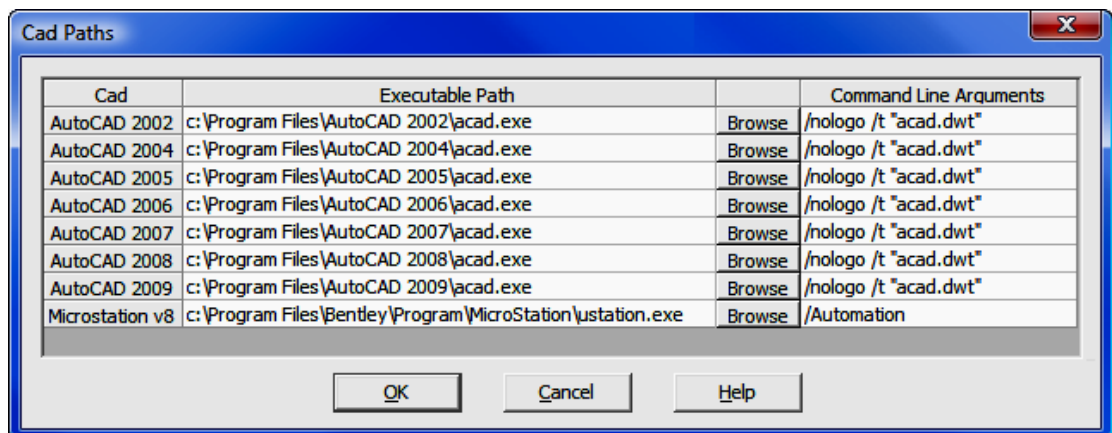 Cad Paths
X
Cad Executable Path Command Line Arguments
AutoCAD 2002 c:\Program Files\AutoCAD 2002\acad.exe Browse /nologo /t "acad.dwt"
AutoCAD 2004 c:\Program Files\AutoCAD 2004\acad.exe Browse /nologo /t "acad.dwt"
AutoCAD 2005 c:\Program Files\AutoCAD 2005\acad.exe Browse /nologo /t "acad.dwt"
AutoCAD 2006 c:\Program Files\AutoCAD 2006\acad.exe Browse /nologo /t "acad.dwt"
AutoCAD 2007 c:\Program Files\AutoCAD 2007\acad.exe Browse /nologo /t "acad.dwt"
AutoCAD 2008 c:\Program Files\AutoCAD 2008\acad.exe Browse /nologo /t "acad.dwt"
AutoCAD 2009 c:\Program Files\AutoCAD 2009\acad.exe Browse /nologo /t "acad.dwt"
Microstation v8 c:\Program Files\Bentley\Program\MicroStation\ustation.exe Browse /Automation
OK Cancel Help